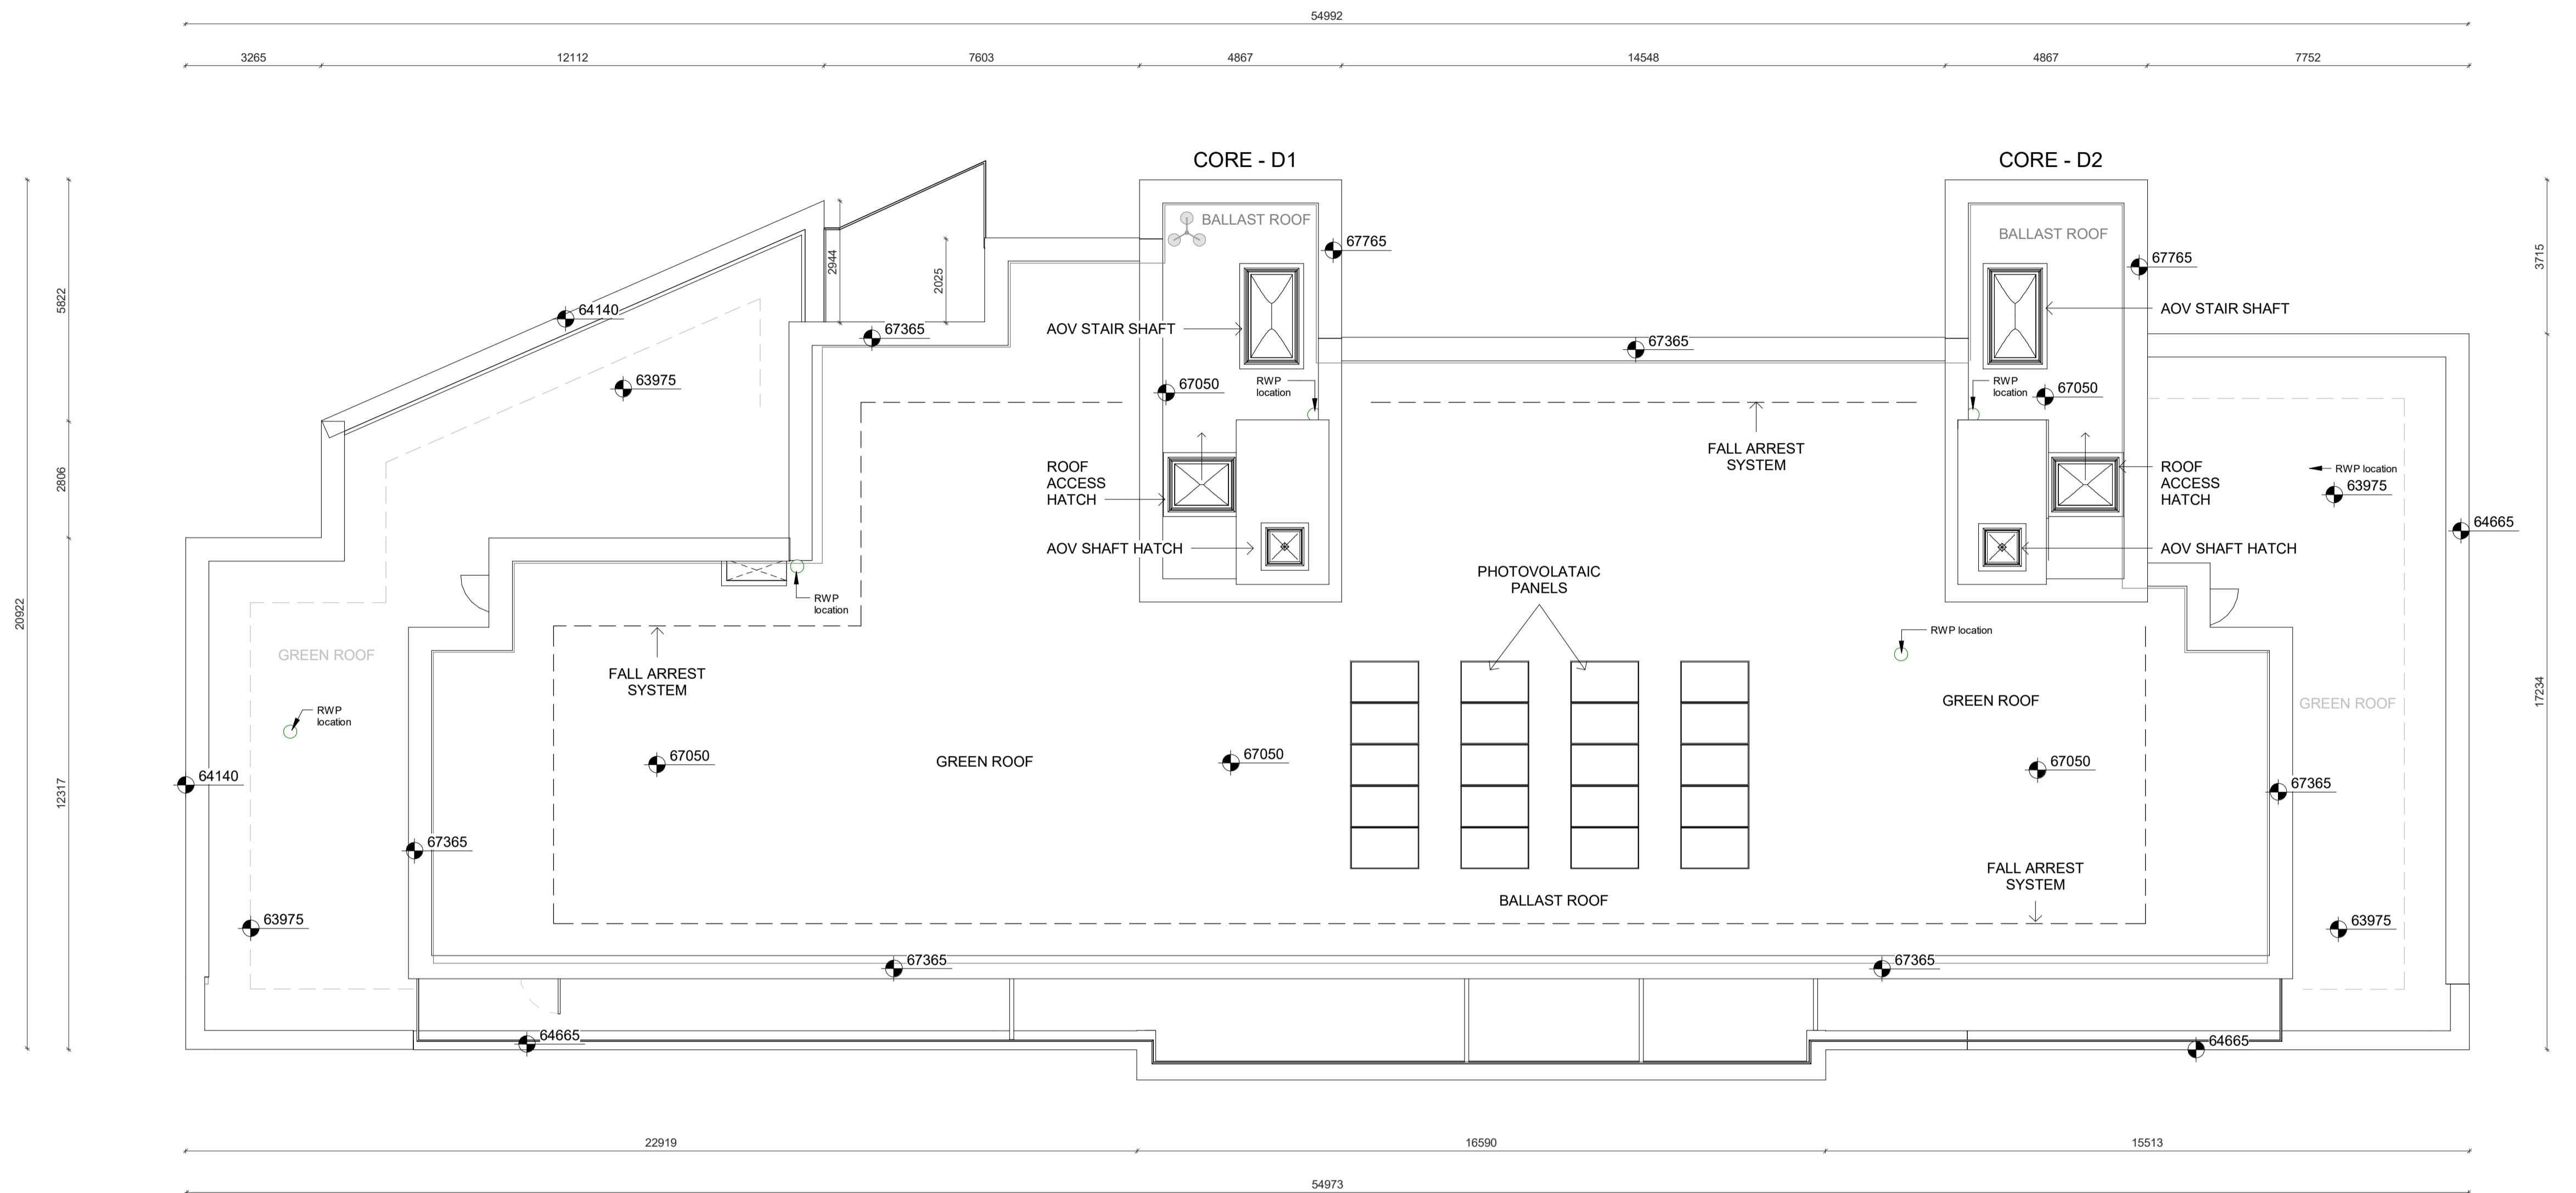 54992
3265
12112
7603
4867
14548
4867
7752
CORE - D1
CORE - D2
BALLAST ROOF
BALLAST ROOF
67765
67765
3715
2944
2025
5822
64140
AOV STAIR SHAFT
AOV STAIR SHAFT
67365
67365
63975
67050
RWP
location
RWP
location
67050
FALL ARREST
SYSTEM
ROOF
ACCESS
HATCH
ROOF
ACCESS
HATCH
RWP location
63975
2806
64665
AOV SHAFT HATCH
AOV SHAFT HATCH
PHOTOVOLATAIC
PANELS
RWP
location
20922
RWP location
GREEN ROOF
FALL ARREST
SYSTEM
GREEN ROOF
GREEN ROOF
17234
RWP
location
67050
GREEN ROOF
67050
67050
64140
67365
12317
67365
FALL ARREST
SYSTEM
BALLAST ROOF
63975
63975
67365
67365
64665
64665
22919
16590
15513
54973